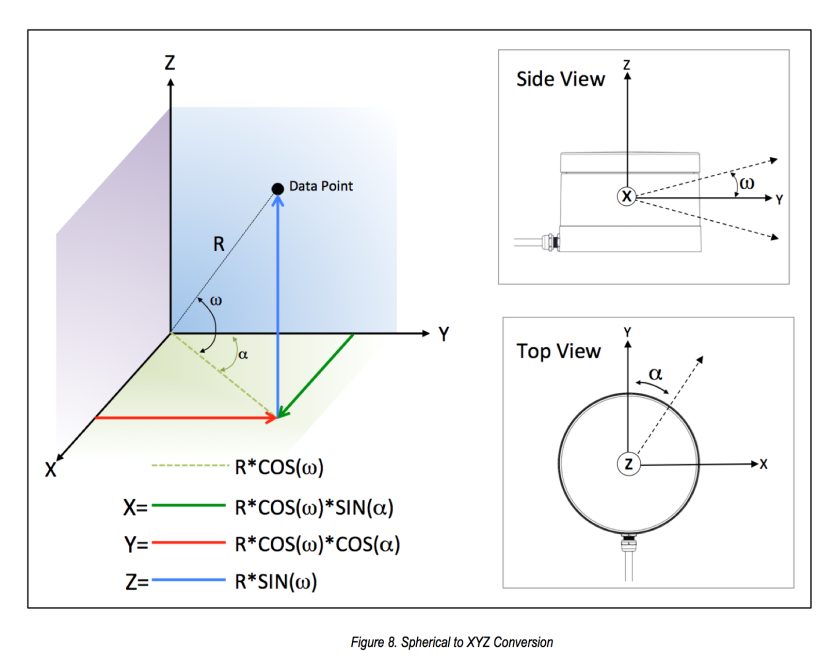 Z
Data Point
R
ω
Y
α
X
R*COS(ω)
X= R*COS(ω)*SIN(α)
Y= R*COS(ω)*COS(α)
Z= R*SIN(ω)
Side View
Z
ω
X
Y
Top View
Y
α
Z
X
Figure 8. Spherical to XYZ Conversion